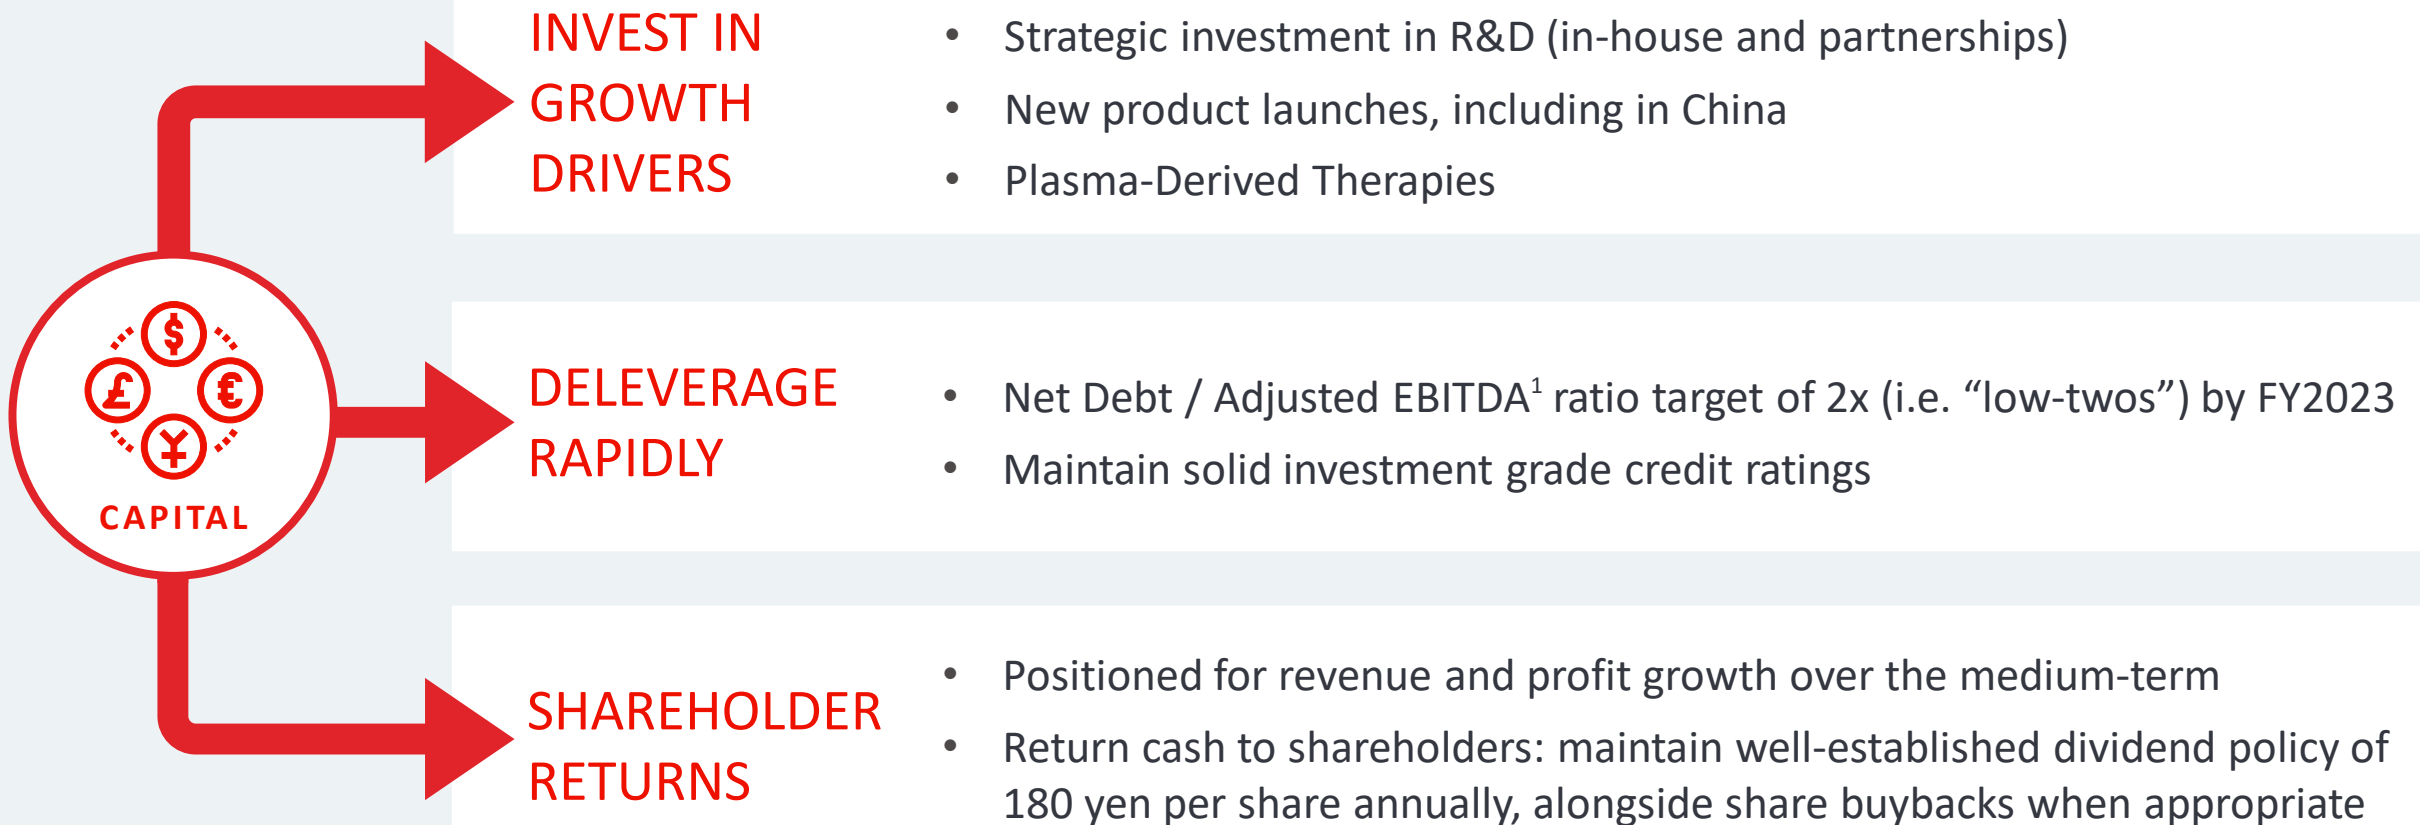 INVEST IN
GROWTH
DRIVERS
• Strategic investment in R&D (in-house and partnerships)
• New product launches, including in China
• Plasma-Derived Therapies
$
£
€
¥
CAPITAL
DELEVERAGE
RAPIDLY
• Net Debt / Adjusted EBITDA¹ ratio target of 2x (i.e. “low-twos”) by FY2023
• Maintain solid investment grade credit ratings
SHAREHOLDER
RETURNS
• Positioned for revenue and profit growth over the medium-term
• Return cash to shareholders: maintain well-established dividend policy of
180 yen per share annually, alongside share buybacks when appropriate